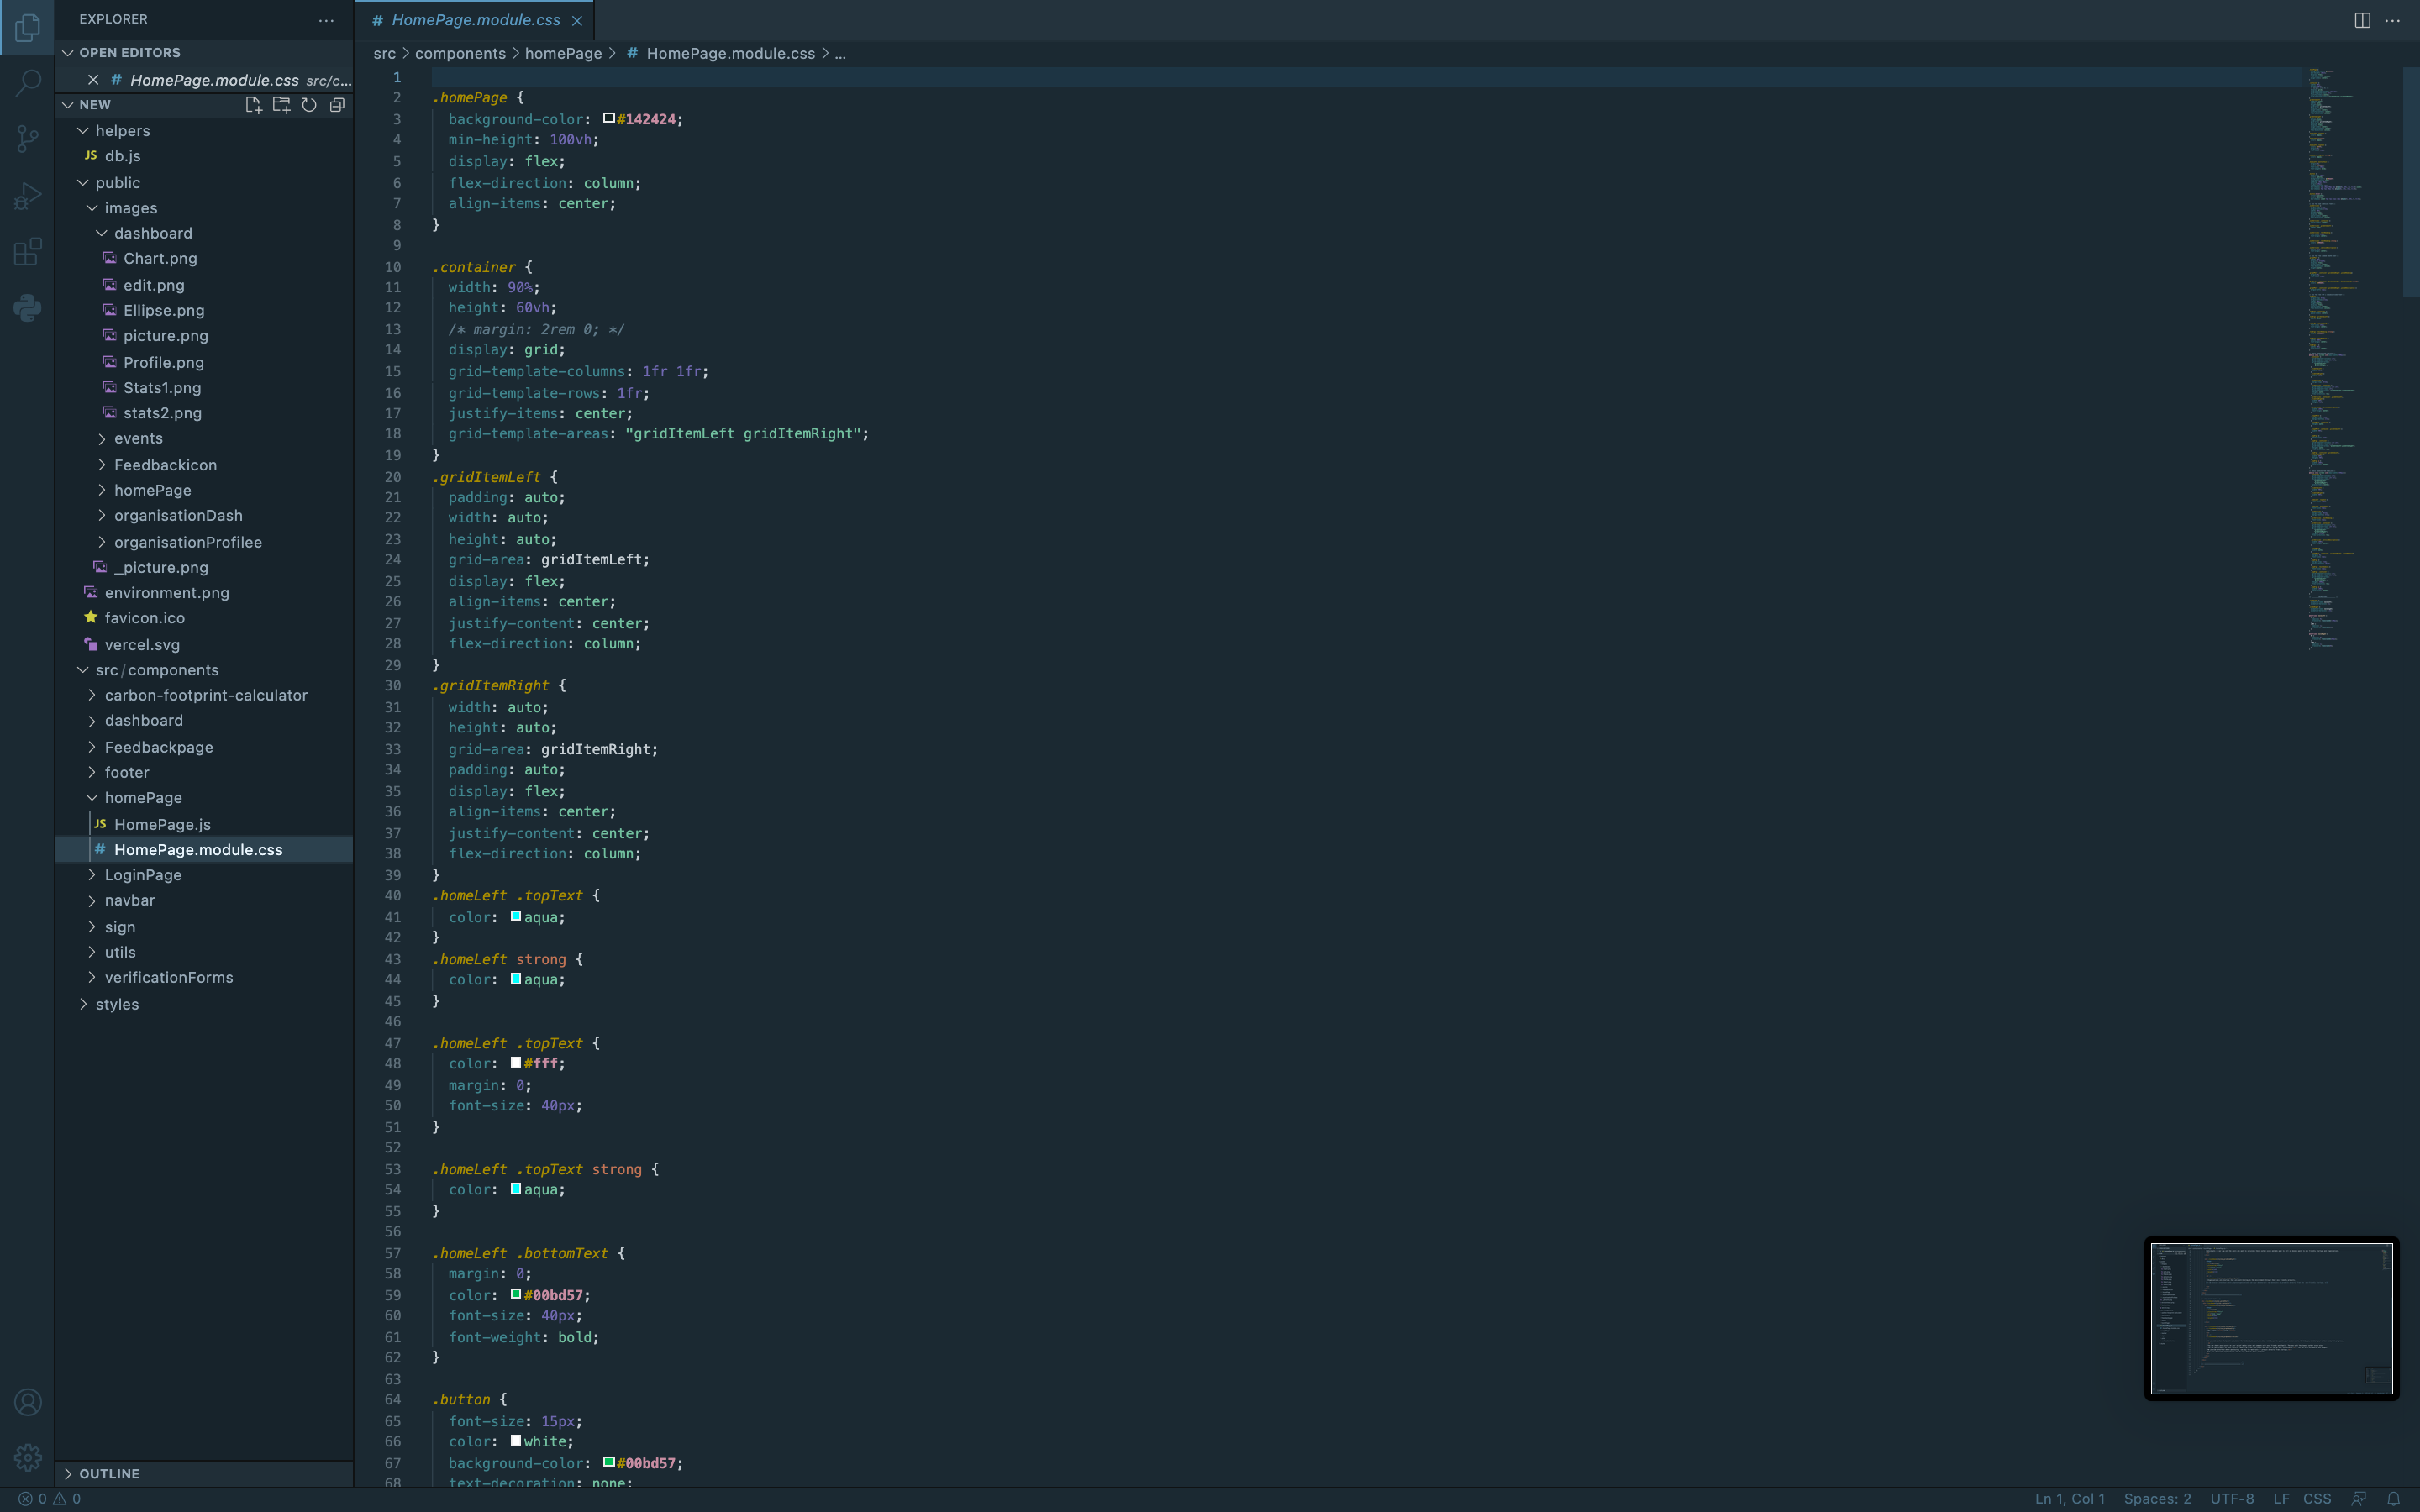 EXPLORER
OPEN EDITORS
# HomePage.module.css src/c...
NEW
helpers
JS db.js
public
images
dashboard
Chart.png
edit.png
Ellipse.png
picture.png
Profile.png
Stats1.png
stats2.png
events
Feedbackicon
homePage
organisationDash
organisationProfilee
_picture.png
environment.png
favicon.ico
vercel.svg
src/components
carbon-footprint-calculator
dashboard
Feedbackpage
footer
homePage
JS HomePage.js
# HomePage.module.css
LoginPage
navbar
sign
utils
verificationForms
styles
OUTLINE
# HomePage.module.css
src > components > homePage > # HomePage.module.css > ...
1
2 .homePage {
3 background-color: #142424;
4 min-height: 100vh;
5 display: flex;
6 flex-direction: column;
7 align-items: center;
8 }
9
10 .container {
11 width: 90%;
12 height: 60vh;
13 /* margin: 2rem 0; */
14 display: grid;
15 grid-template-columns: 1fr 1fr;
16 grid-template-rows: 1fr;
17 justify-items: center;
18 grid-template-areas: "gridItemLeft gridItemRight";
19 }
20 .gridItemLeft {
21 padding: auto;
22 width: auto;
23 height: auto;
24 grid-area: gridItemLeft;
25 display: flex;
26 align-items: center;
27 justify-content: center;
28 flex-direction: column;
29 }
30 .gridItemRight {
31 width: auto;
32 height: auto;
33 grid-area: gridItemRight;
34 padding: auto;
35 display: flex;
36 align-items: center;
37 justify-content: center;
38 flex-direction: column;
39 }
40 .homeLeft .topText {
41 color: aqua;
42 }
43 .homeLeft strong {
44 color: aqua;
45 }
46
47 .homeLeft .topText {
48 color: #fff;
49 margin: 0;
50 font-size: 40px;
51 }
52
53 .homeLeft .topText strong {
54 color: aqua;
55 }
56
57 .homeLeft .bottomText {
58 margin: 0;
59 color: #00bd57;
60 font-size: 40px;
61 font-weight: bold;
62 }
63
64 .button {
65 font-size: 15px;
66 color: white;
67 background-color: #00bd57;
68 text-decoration: none;
0 0
Ln 1, Col 1 Spaces: 2 UTF-8 LF CSS